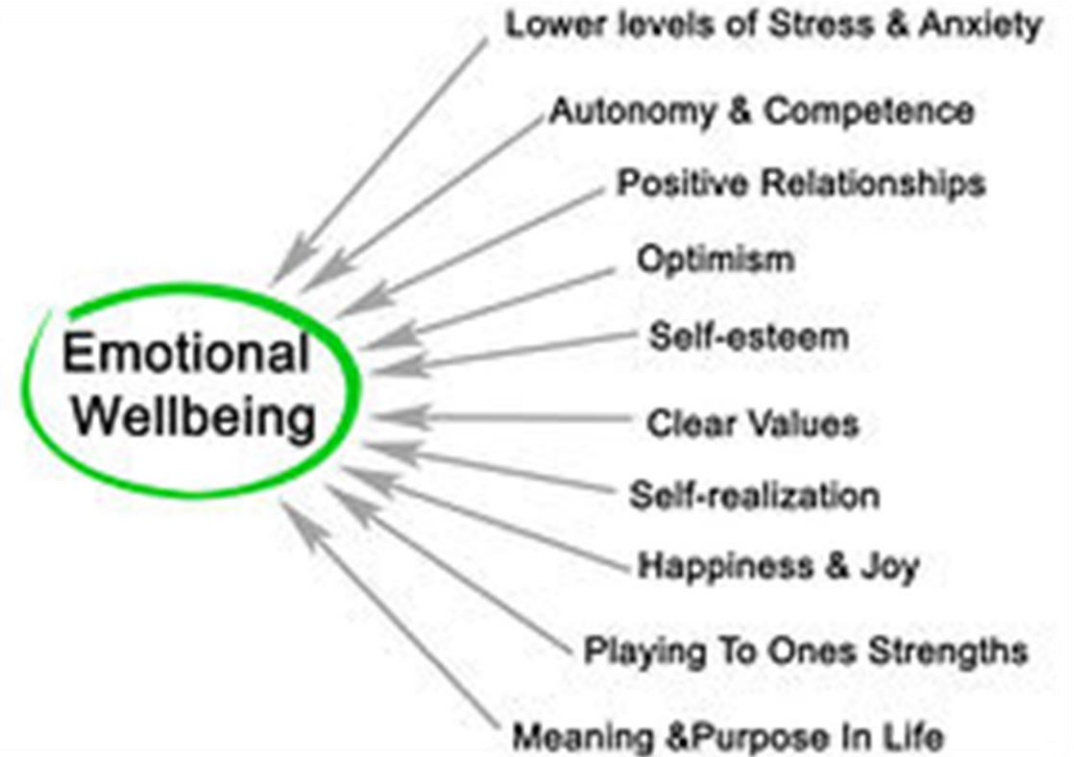 Lower levels of Stress & Anxiety
Autonomy & Competence
Positive Relationships
Optimism
Self-esteem
Emotional
Wellbeing
Clear Values
Self-realization
Happiness & Joy
Playing To Ones Strengths
Meaning &Purpose In Life